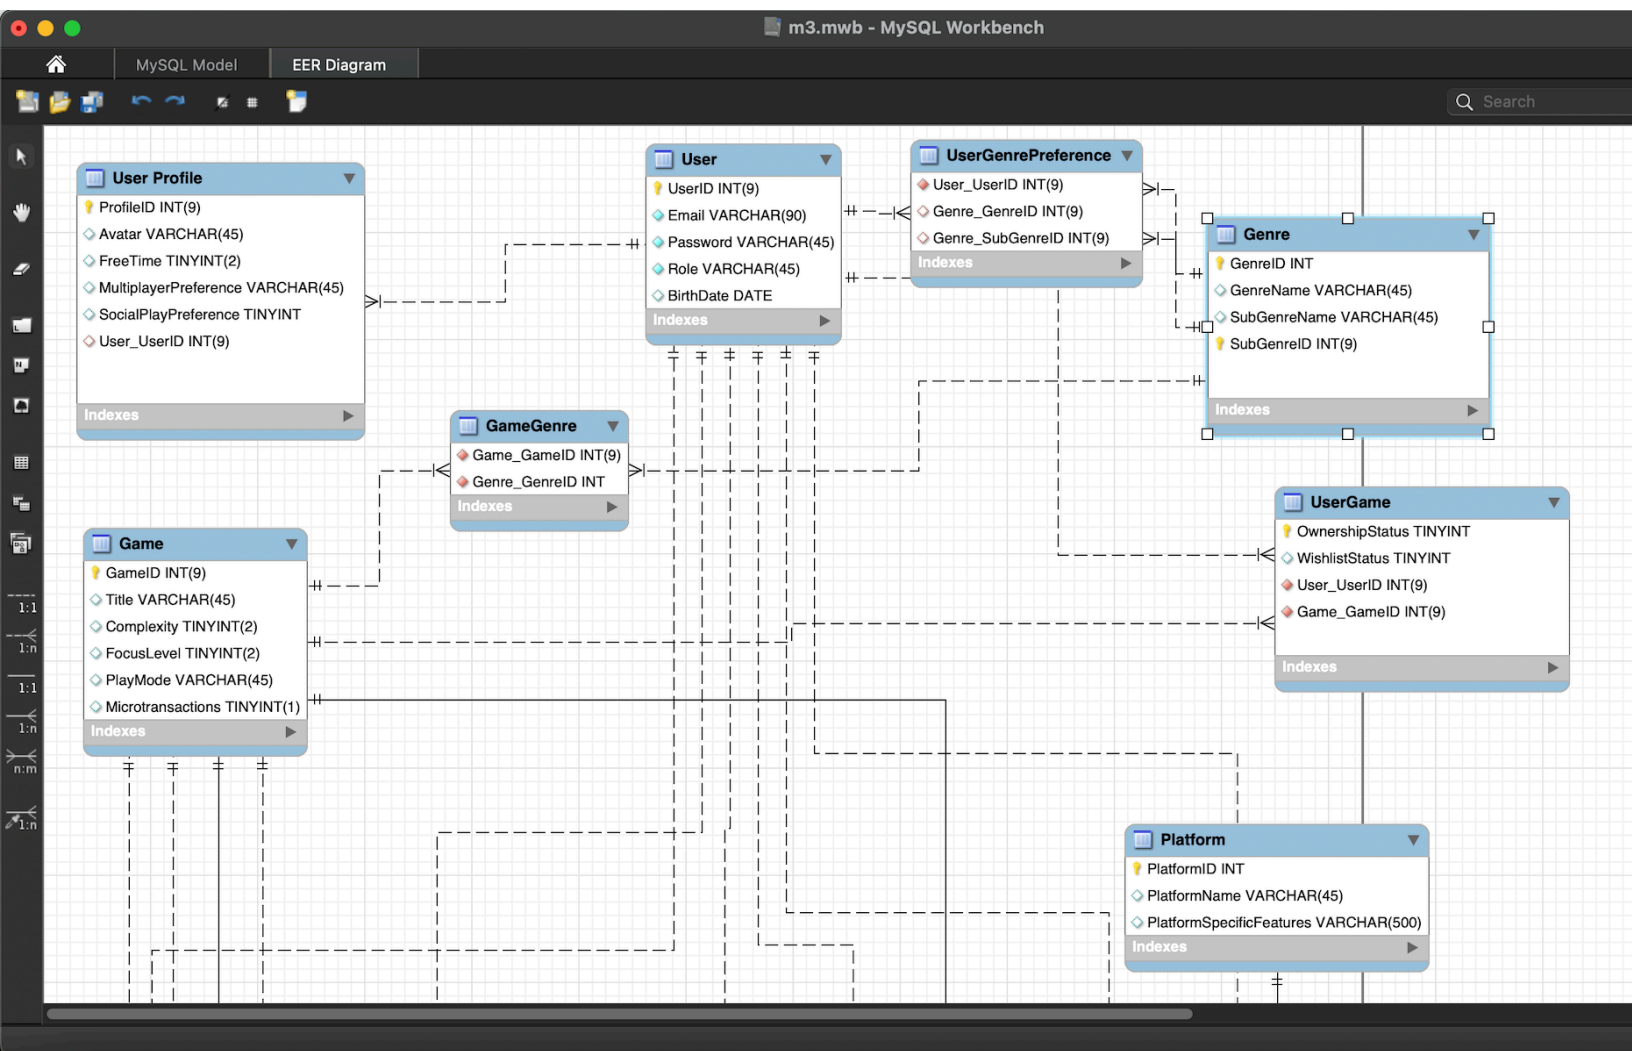 m3.mwb - MySQL Workbench
MySQL Model
EER Diagram
Search
User Profile
ProfileID INT(9)
Avatar VARCHAR(45)
FreeTime TINYINT(2)
MultiplayerPreference VARCHAR(45)
SocialPlayPreference TINYINT
User_UserID INT(9)
Indexes
User
UserID INT(9)
Email VARCHAR(90)
Password VARCHAR(45)
Role VARCHAR(45)
BirthDate DATE
Indexes
UserGenrePreference
User_UserID INT(9)
Genre_GenreID INT(9)
Genre_SubGenreID INT(9)
Indexes
Genre
GenreID INT
GenreName VARCHAR(45)
SubGenreName VARCHAR(45)
SubGenreID INT(9)
Indexes
GameGenre
Game_GameID INT(9)
Genre_GenreID INT
Indexes
UserGame
OwnershipStatus TINYINT
WishlistStatus TINYINT
User_UserID INT(9)
Game_GameID INT(9)
Indexes
Game
GameID INT(9)
Title VARCHAR(45)
Complexity TINYINT(2)
FocusLevel TINYINT(2)
PlayMode VARCHAR(45)
Microtransactions TINYINT(1)
Indexes
Platform
PlatformID INT
PlatformName VARCHAR(45)
PlatformSpecificFeatures VARCHAR(500)
Indexes
1:1
1:n
1:1
1:n
n:m
1:n